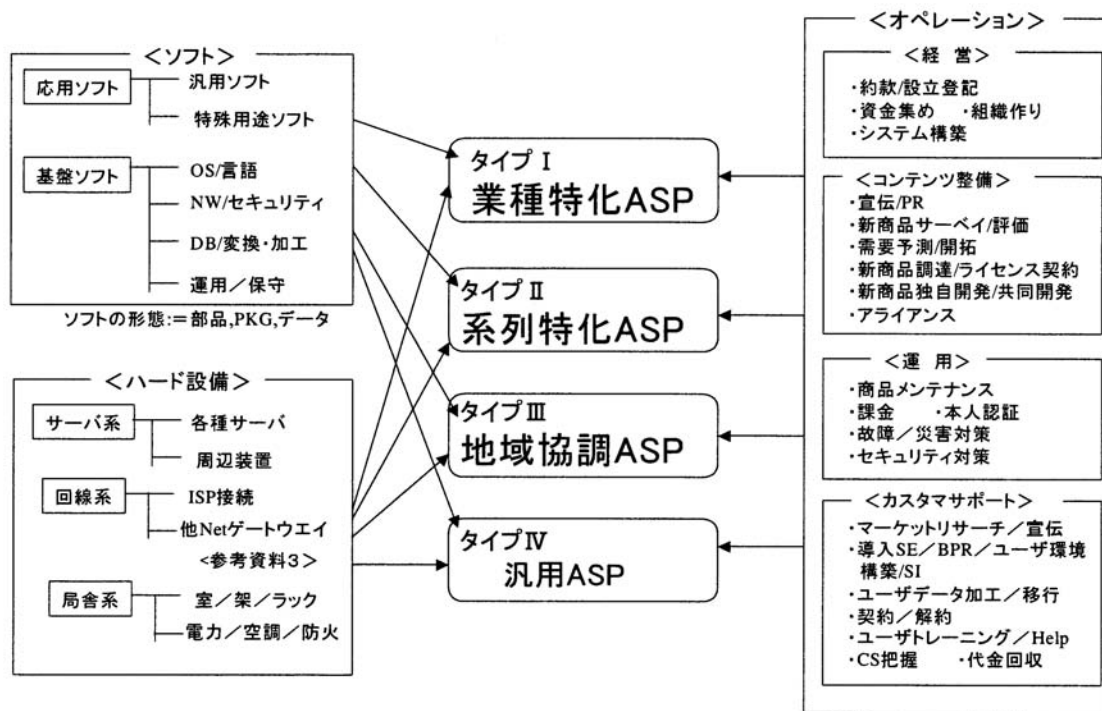 ＜ソフト＞
応用ソフト
汎用ソフト
特殊用途ソフト
基盤ソフト
OS/言語
NW/セキュリティ
DB/変換・加工
運用／保守
ソフトの形態:＝部品,PKG,データ
＜ハード設備＞
サーバ系
各種サーバ
周辺装置
回線系
ISP接続
他Netゲートウエイ
<参考資料３>
局舎系
室／架／ラック
電力／空調／防火
タイプⅠ
業種特化ASP
タイプⅡ
系列特化ASP
タイプⅢ
地域協調ASP
タイプⅣ
汎用ASP
＜オペレーション＞
＜経 営＞
・約款/設立登記
・資金集め ・組織作り
・システム構築
＜コンテンツ整備＞
・宣伝/PR
・新商品サーベイ/評価
・需要予測/開拓
・新商品調達/ライセンス契約
・新商品独自開発/共同開発
・アライアンス
＜運 用＞
・商品メンテナンス
・課金 ・本人認証
・故障／災害対策
・セキュリティ対策
＜カスタマサポート＞
・マーケットリサーチ／宣伝
・導入SE／BPR／ユーザ環境
構築/SI
・ユーザデータ加工／移行
・契約／解約
・ユーザトレーニング／Help
・CS把握 ・代金回収